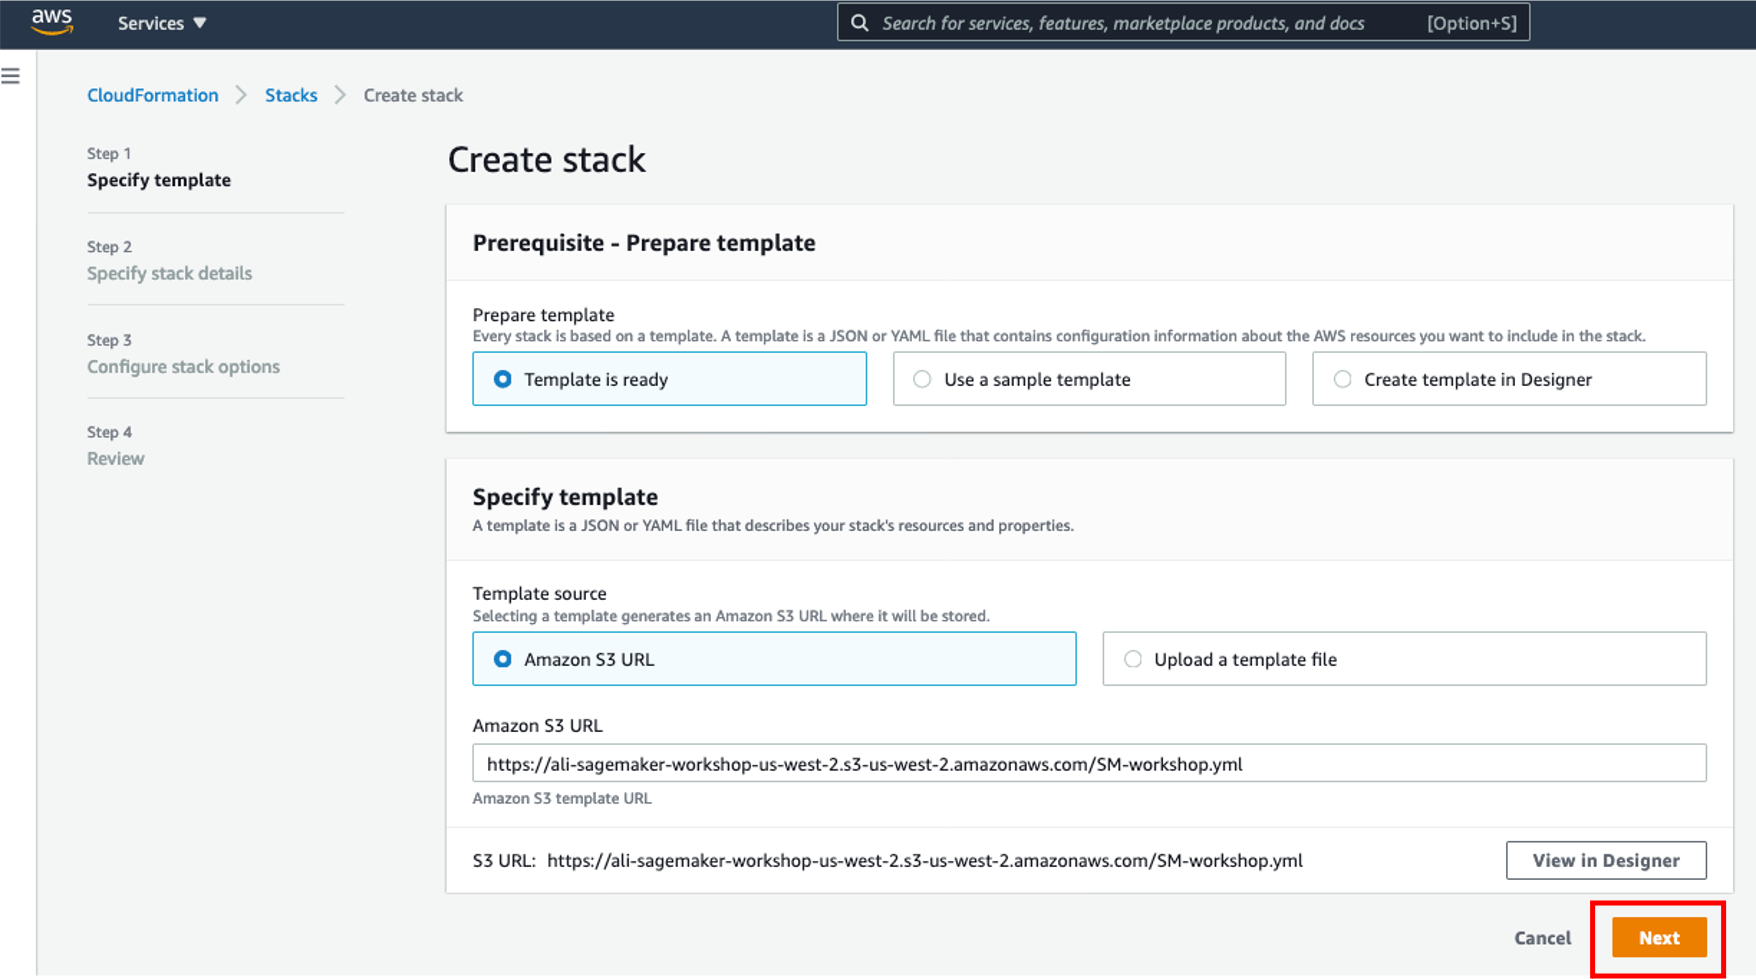 aws
Services ▼
Search for services, features, marketplace products, and docs [Option+S]
CloudFormation > Stacks > Create stack
Step 1
Specify template
Step 2
Specify stack details
Step 3
Configure stack options
Step 4
Review
Create stack
Prerequisite - Prepare template
Prepare template
Every stack is based on a template. A template is a JSON or YAML file that contains configuration information about the AWS resources you want to include in the stack.
Template is ready
Use a sample template
Create template in Designer
Specify template
A template is a JSON or YAML file that describes your stack's resources and properties.
Template source
Selecting a template generates an Amazon S3 URL where it will be stored.
Amazon S3 URL
Upload a template file
Amazon S3 URL
https://ali-sagemaker-workshop-us-west-2.s3-us-west-2.amazonaws.com/SM-workshop.yml
Amazon S3 template URL
S3 URL: https://ali-sagemaker-workshop-us-west-2.s3-us-west-2.amazonaws.com/SM-workshop.yml
View in Designer
Cancel
Next